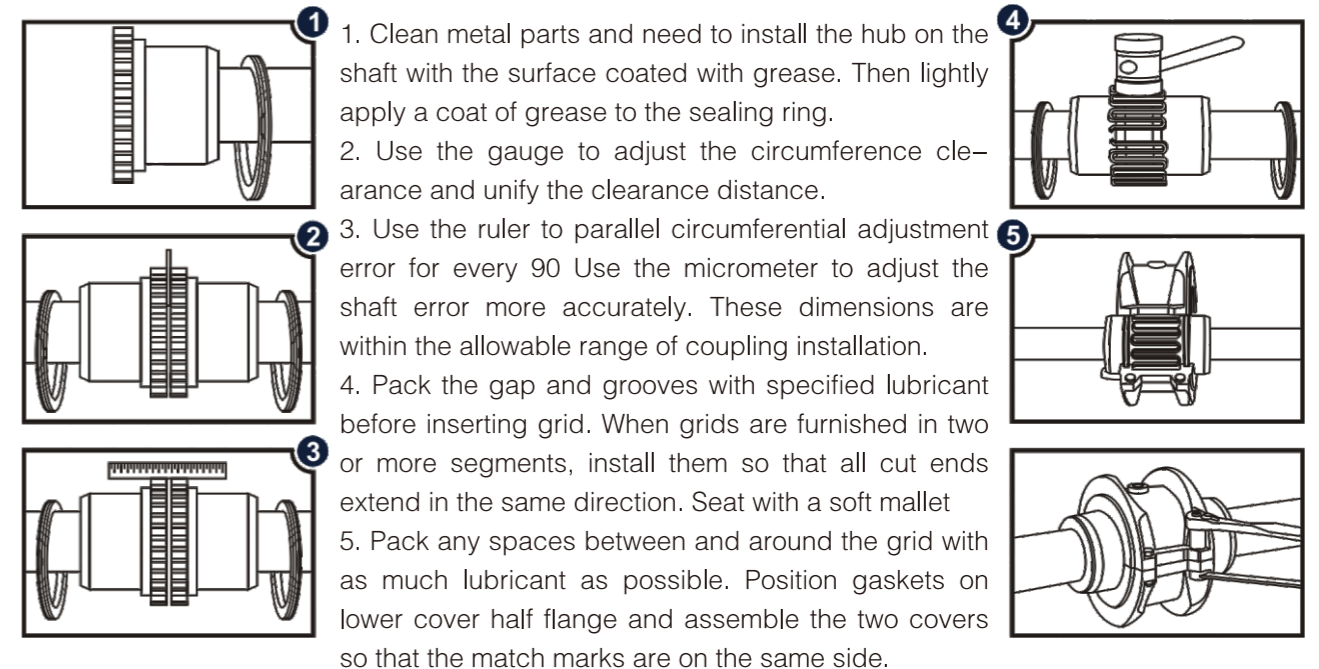 1. Clean metal parts and need to install the hub on the
shaft with the surface coated with grease. Then lightly
apply a coat of grease to the sealing ring.
2. Use the gauge to adjust the circumference cle–
arance and unify the clearance distance.
3. Use the ruler to parallel circumferential adjustment
error for every 90 Use the micrometer to adjust the
shaft error more accurately. These dimensions are
within the allowable range of coupling installation.
4. Pack the gap and grooves with specified lubricant
before inserting grid. When grids are furnished in two
or more segments, install them so that all cut ends
extend in the same direction. Seat with a soft mallet
5. Pack any spaces between and around the grid with
as much lubricant as possible. Position gaskets on
lower cover half flange and assemble the two covers
so that the match marks are on the same side.
1
2
3
4
5